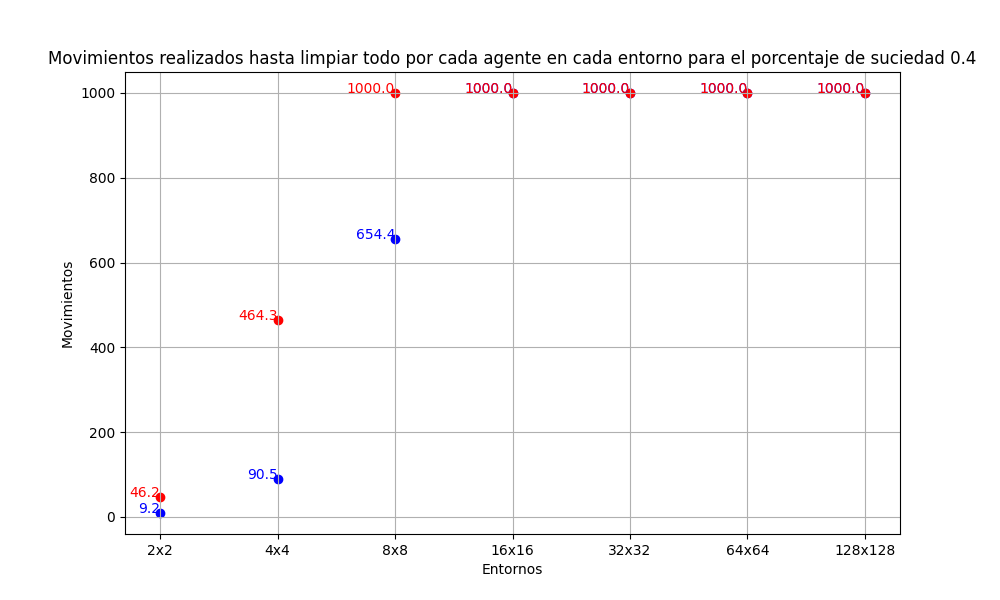 Movimientos realizados hasta limpiar todo por cada agente en cada entorno para el porcentaje de suciedad 0.4
1000.0 1000.0 1000.0 1000.0 1000.0
1000
800
654.4
600
464.3
400
Movimientos
200
90.5
46.2
9.2
0
2x2 4x4 8x8 16x16 32x32 64x64 128x128
Entornos